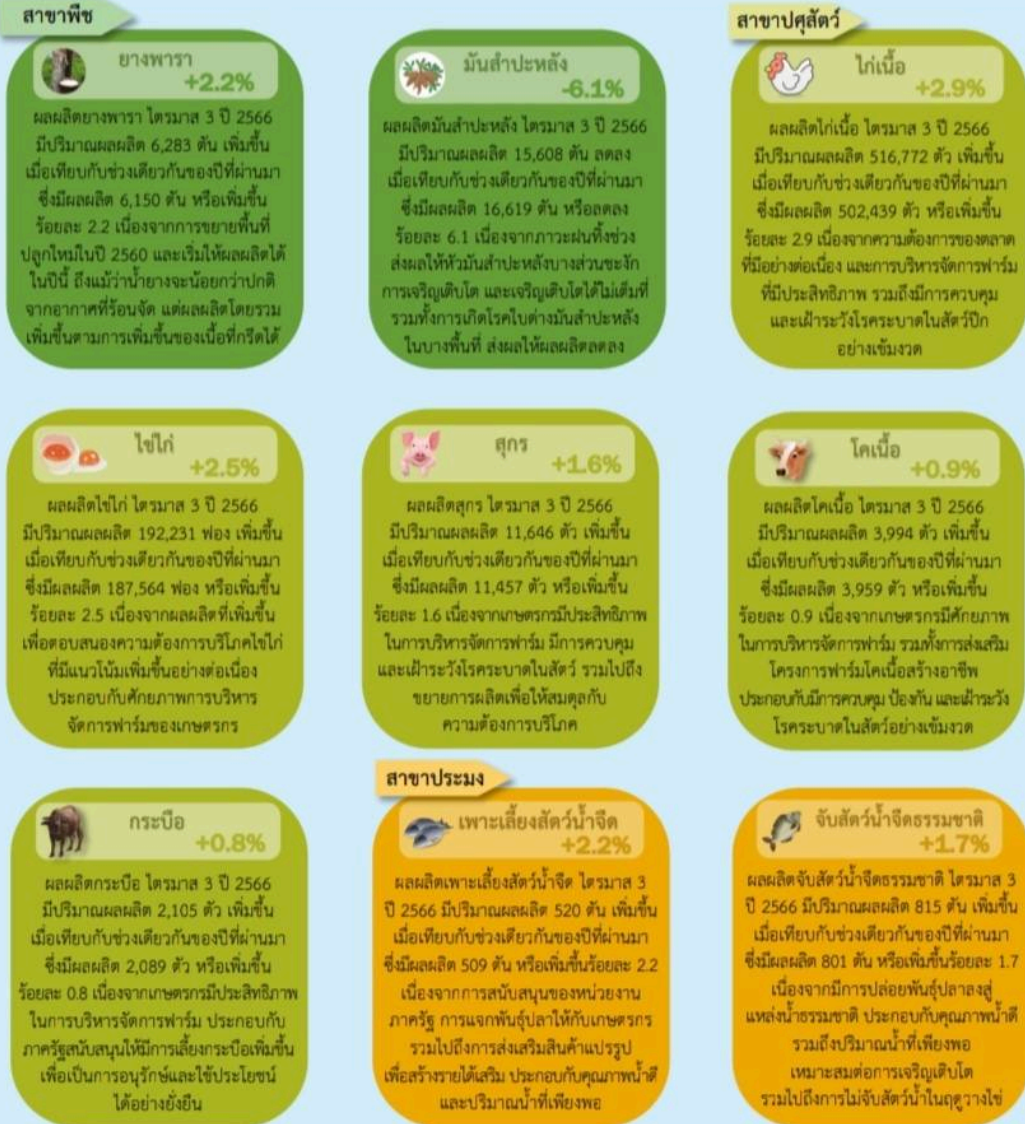 สาขาพืช
ยางพารา
+2.2%
ผลผลิตยางพารา ไตรมาส 3 ปี 2566
มีปริมาณผลผลิต 6,283 ตัน เพิ่มขึ้น
เมื่อเทียบกับช่วงเดียวกันของปีที่ผ่านมา
ซึ่งมีผลผลิต 6,150 ตัน หรือเพิ่มขึ้น
ร้อยละ 2.2 เนื่องจากการขยายพื้นที่
ปลูกใหม่ในปี 2560 และเริ่มให้ผลผลิตได้
ในปีนี้ ถึงแม้ว่าน้ำยางจะน้อยกว่าปกติ
จากอากาศที่ร้อนจัด แต่ผลผลิตโดยรวม
เพิ่มขึ้นตามการเพิ่มขึ้นของเนื้อที่กรีดได้
มันสำปะหลัง
-6.1%
ผลผลิตมันสำปะหลัง ไตรมาส 3 ปี 2566
มีปริมาณผลผลิต 15,608 ตัน ลดลง
เมื่อเทียบกับช่วงเดียวกันของปีที่ผ่านมา
ซึ่งมีผลผลิต 16,619 ตัน หรือลดลง
ร้อยละ 6.1 เนื่องจากภาวะฝนทิ้งช่วง
ส่งผลให้หัวมันสำปะหลังบางส่วนชะงัก
การเจริญเติบโต และเจริญเติบโตได้ไม่เต็มที่
รวมทั้งการเกิดโรคใบด่างมันสำปะหลัง
ในบางพื้นที่ ส่งผลให้ผลผลิตลดลง
สาขาปศุสัตว์
ไก่เนื้อ
+2.9%
ผลผลิตไก่เนื้อ ไตรมาส 3 ปี 2566
มีปริมาณผลผลิต 516,772 ตัว เพิ่มขึ้น
เมื่อเทียบกับช่วงเดียวกันของปีที่ผ่านมา
ซึ่งมีผลผลิต 502,439 ตัว หรือเพิ่มขึ้น
ร้อยละ 2.9 เนื่องจากความต้องการของตลาด
ที่มีอย่างต่อเนื่อง และการบริหารจัดการฟาร์ม
ที่มีประสิทธิภาพ รวมถึงมีการควบคุม
และเฝ้าระวังโรคระบาดในสัตว์ปีก
อย่างเข้มงวด
ไข่ไก่
+2.5%
ผลผลิตไข่ไก่ ไตรมาส 3 ปี 2566
มีปริมาณผลผลิต 192,231 ฟอง เพิ่มขึ้น
เมื่อเทียบกับช่วงเดียวกันของปีที่ผ่านมา
ซึ่งมีผลผลิต 187,564 ฟอง หรือเพิ่มขึ้น
ร้อยละ 2.5 เนื่องจากผลผลิตที่เพิ่มขึ้น
เพื่อตอบสนองความต้องการบริโภคไข่ไก่
ที่มีแนวโน้มเพิ่มขึ้นอย่างต่อเนื่อง
ประกอบกับศักยภาพการบริหาร
จัดการฟาร์มของเกษตรกร
สุกร
+1.6%
ผลผลิตสุกร ไตรมาส 3 ปี 2566
มีปริมาณผลผลิต 11,646 ตัว เพิ่มขึ้น
เมื่อเทียบกับช่วงเดียวกันของปีที่ผ่านมา
ซึ่งมีผลผลิต 11,457 ตัว หรือเพิ่มขึ้น
ร้อยละ 1.6 เนื่องจากเกษตรกรมีประสิทธิภาพ
ในการบริหารจัดการฟาร์ม มีการควบคุม
และเฝ้าระวังโรคระบาดในสัตว์ รวมไปถึง
ขยายการผลิตเพื่อให้สมดุลกับ
ความต้องการบริโภค
โคเนื้อ
+0.9%
ผลผลิตโคเนื้อ ไตรมาส 3 ปี 2566
มีปริมาณผลผลิต 3,994 ตัว เพิ่มขึ้น
เมื่อเทียบกับช่วงเดียวกันของปีที่ผ่านมา
ซึ่งมีผลผลิต 3,959 ตัว หรือเพิ่มขึ้น
ร้อยละ 0.9 เนื่องจากเกษตรกรมีศักยภาพ
ในการบริหารจัดการฟาร์ม รวมทั้งการส่งเสริม
โครงการฟาร์มโคเนื้อสร้างอาชีพ
ประกอบกับมีการควบคุม ป้องกัน และเฝ้าระวัง
โรคระบาดในสัตว์อย่างเข้มงวด
กระบือ
+0.8%
ผลผลิตกระบือ ไตรมาส 3 ปี 2566
มีปริมาณผลผลิต 2,105 ตัว เพิ่มขึ้น
เมื่อเทียบกับช่วงเดียวกันของปีที่ผ่านมา
ซึ่งมีผลผลิต 2,089 ตัว หรือเพิ่มขึ้น
ร้อยละ 0.8 เนื่องจากเกษตรกรมีประสิทธิภาพ
ในการบริหารจัดการฟาร์ม ประกอบกับ
ภาครัฐสนับสนุนให้มีการเลี้ยงกระบือเพิ่มขึ้น
เพื่อเป็นการอนุรักษ์และใช้ประโยชน์
ได้อย่างยั่งยืน
สาขาประมง
เพาะเลี้ยงสัตว์น้ำจืด
+2.2%
ผลผลิตเพาะเลี้ยงสัตว์น้ำจืด ไตรมาส 3
ปี 2566 มีปริมาณผลผลิต 520 ตัน เพิ่มขึ้น
เมื่อเทียบกับช่วงเดียวกันของปีที่ผ่านมา
ซึ่งมีผลผลิต 509 ตัน หรือเพิ่มขึ้นร้อยละ 2.2
เนื่องจากการสนับสนุนของหน่วยงาน
ภาครัฐ การแจกพันธุ์ปลาให้กับเกษตรกร
รวมไปถึงการส่งเสริมสินค้าแปรรูป
เพื่อสร้างรายได้เสริม ประกอบกับคุณภาพน้ำดี
และปริมาณน้ำที่เพียงพอ
จับสัตว์น้ำจืดธรรมชาติ
+1.7%
ผลผลิตจับสัตว์น้ำจืดธรรมชาติ ไตรมาส 3
ปี 2566 มีปริมาณผลผลิต 815 ตัน เพิ่มขึ้น
เมื่อเทียบกับช่วงเดียวกันของปีที่ผ่านมา
ซึ่งมีผลผลิต 801 ตัน หรือเพิ่มขึ้นร้อยละ 1.7
เนื่องจากมีการปล่อยพันธุ์ปลาลงสู่
แหล่งน้ำธรรมชาติ ประกอบกับคุณภาพน้ำดี
รวมถึงปริมาณน้ำที่เพียงพอ
เหมาะสมต่อการเจริญเติบโต
รวมไปถึงการไม่จับสัตว์น้ำในฤดูวางไข่